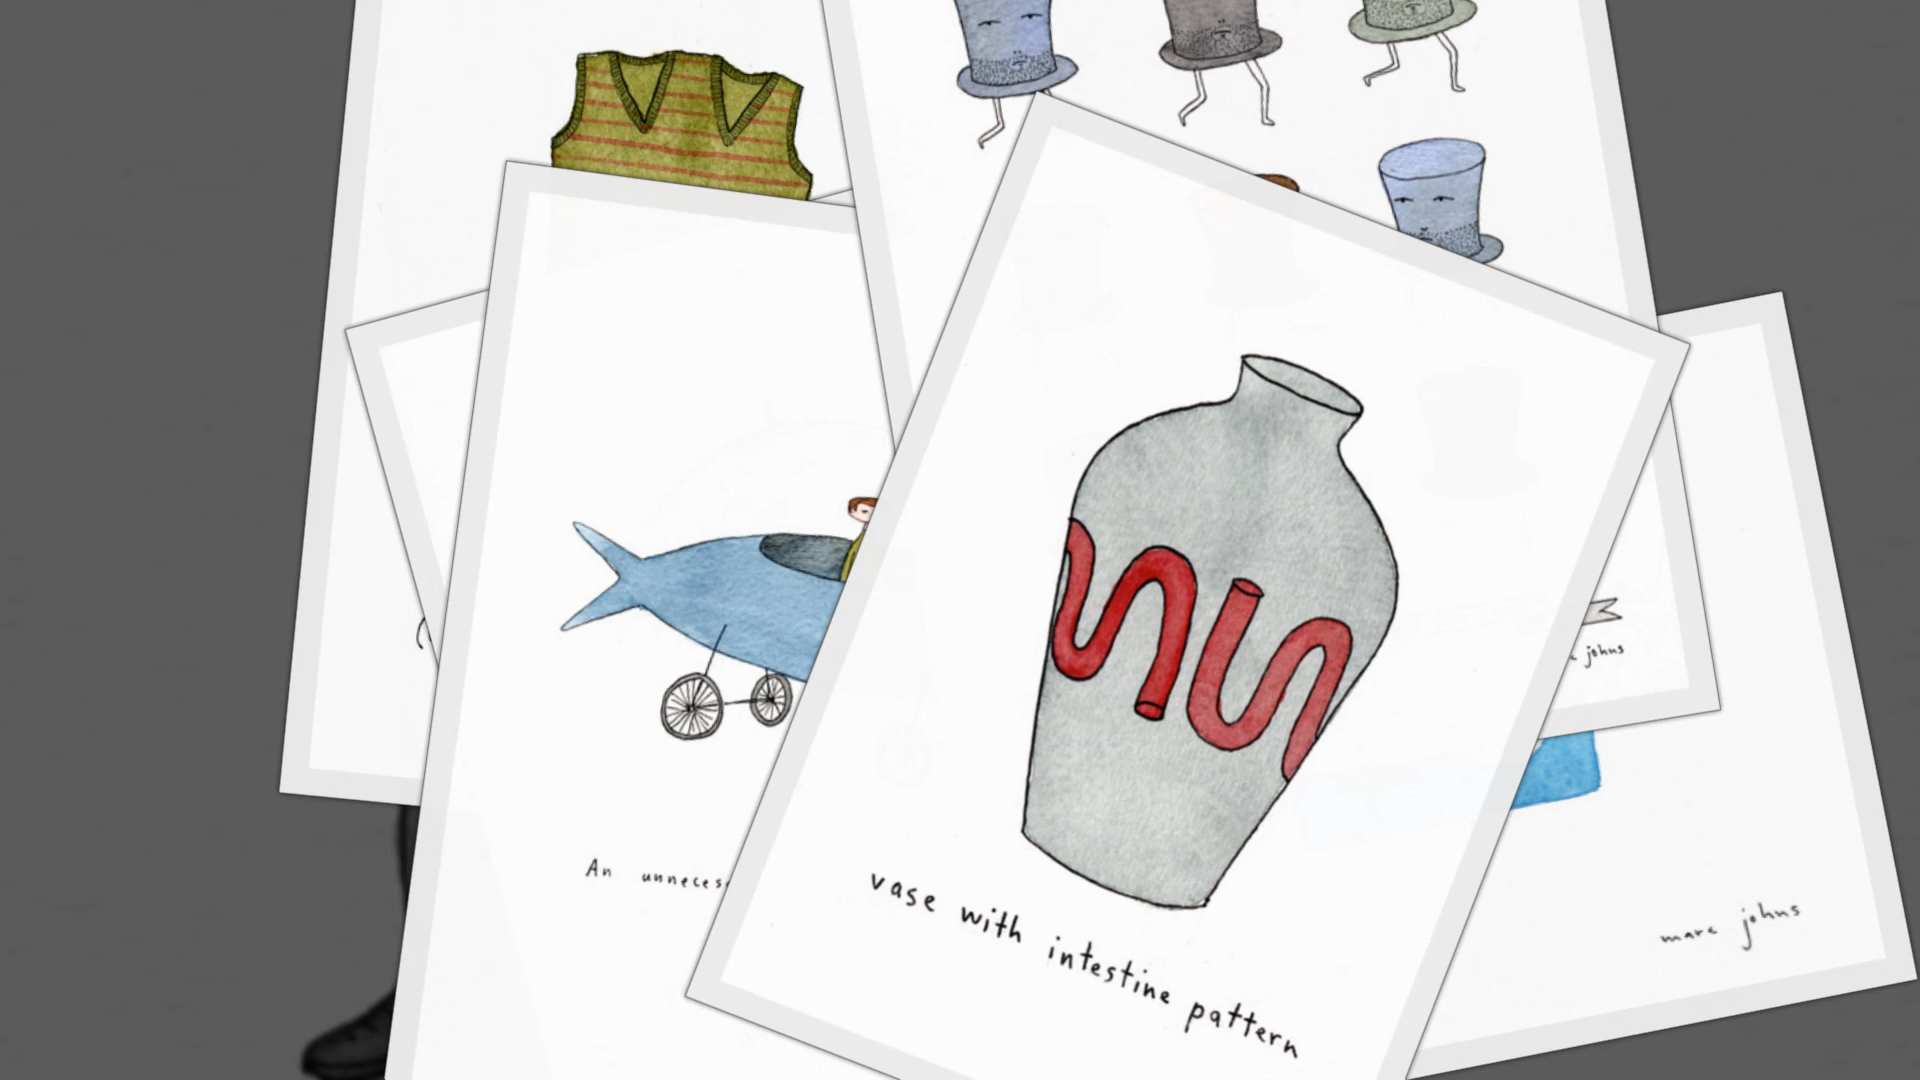 An unneces
vase with intestine pattern
johns
marc johns